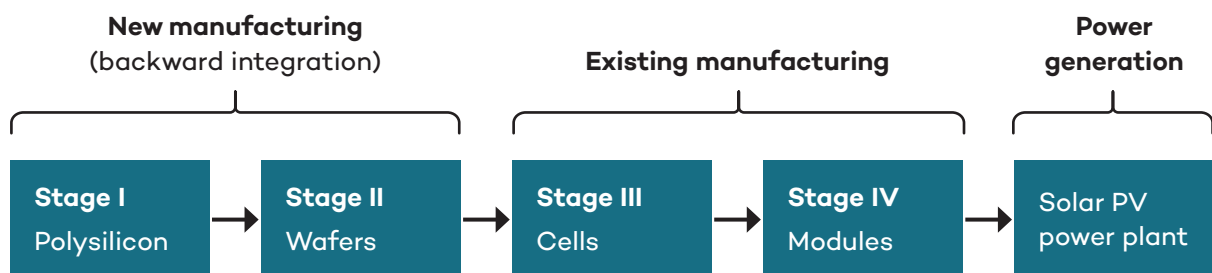 New manufacturing
(backward integration)
Existing manufacturing
Power
generation
Stage I
Polysilicon
Stage II
Wafers
Stage III
Cells
Stage IV
Modules
Solar PV
power plant